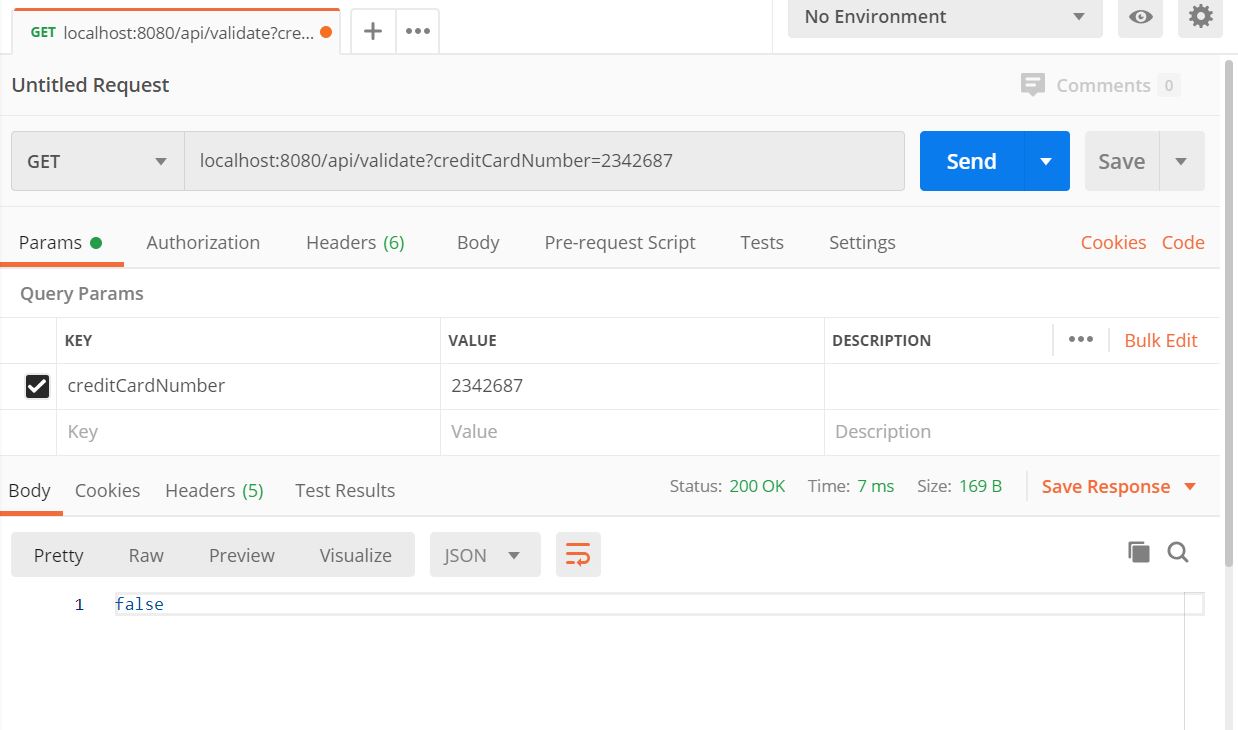 GET localhost:8080/api/validate?cre...
No Environment
Untitled Request
Comments 0
GET localhost:8080/api/validate?creditCardNumber=2342687 Send Save
Params Authorization Headers (6) Body Pre-request Script Tests Settings Cookies Code
Query Params
KEY VALUE DESCRIPTION Bulk Edit
creditCardNumber 2342687
Key Value Description
Body Cookies Headers (5) Test Results Status: 200 OK Time: 7 ms Size: 169 B Save Response
Pretty Raw Preview Visualize JSON
1 false